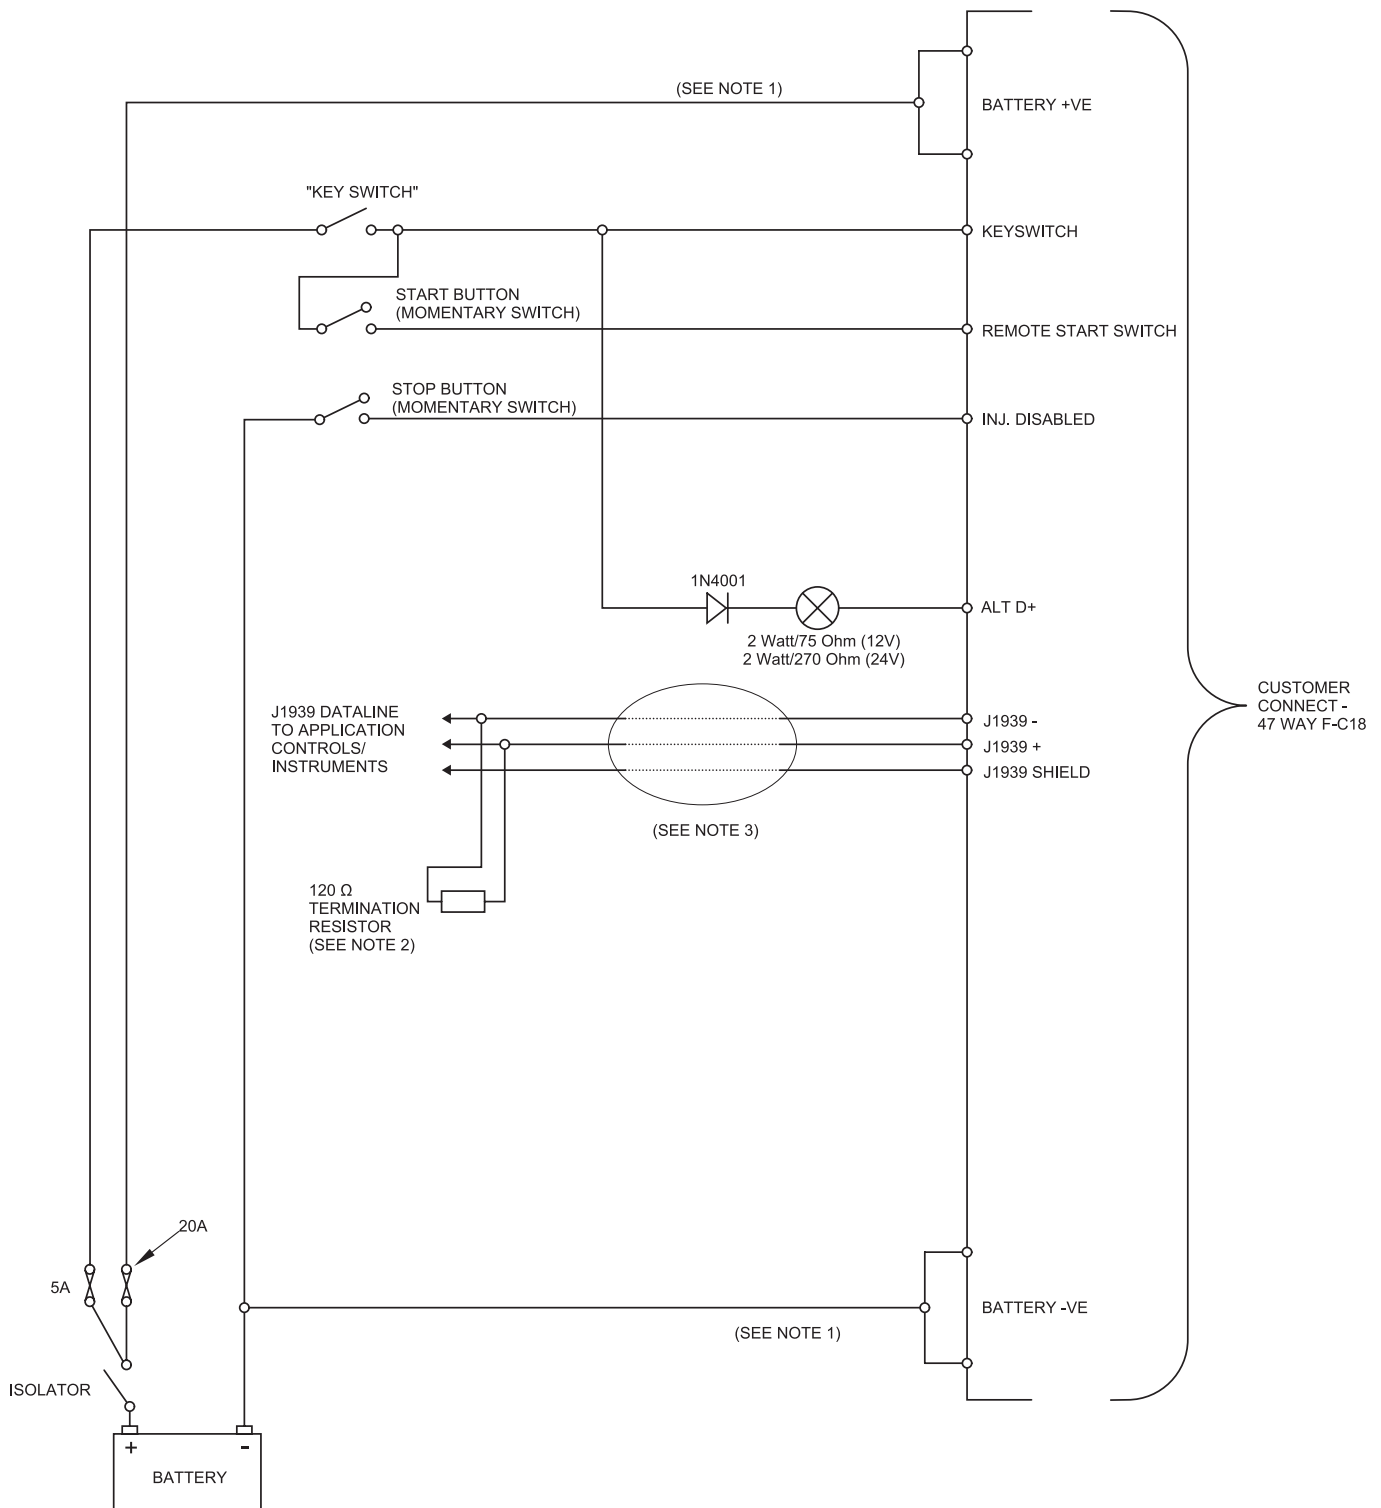 (SEE NOTE 1)
BATTERY +VE
"KEY SWITCH"
KEYSWITCH
START BUTTON
(MOMENTARY SWITCH)
REMOTE START SWITCH
STOP BUTTON
(MOMENTARY SWITCH)
INJ. DISABLED
1N4001
ALT D+
2 Watt/75 Ohm (12V)
2 Watt/270 Ohm (24V)
J1939 DATALINE
TO APPLICATION
CONTROLS/
INSTRUMENTS
J1939 -
J1939 +
J1939 SHIELD
CUSTOMER
CONNECT -
47 WAY F-C18
(SEE NOTE 3)
120 Ω
TERMINATION
RESISTOR
(SEE NOTE 2)
20A
5A
BATTERY -VE
(SEE NOTE 1)
ISOLATOR
+ -
BATTERY